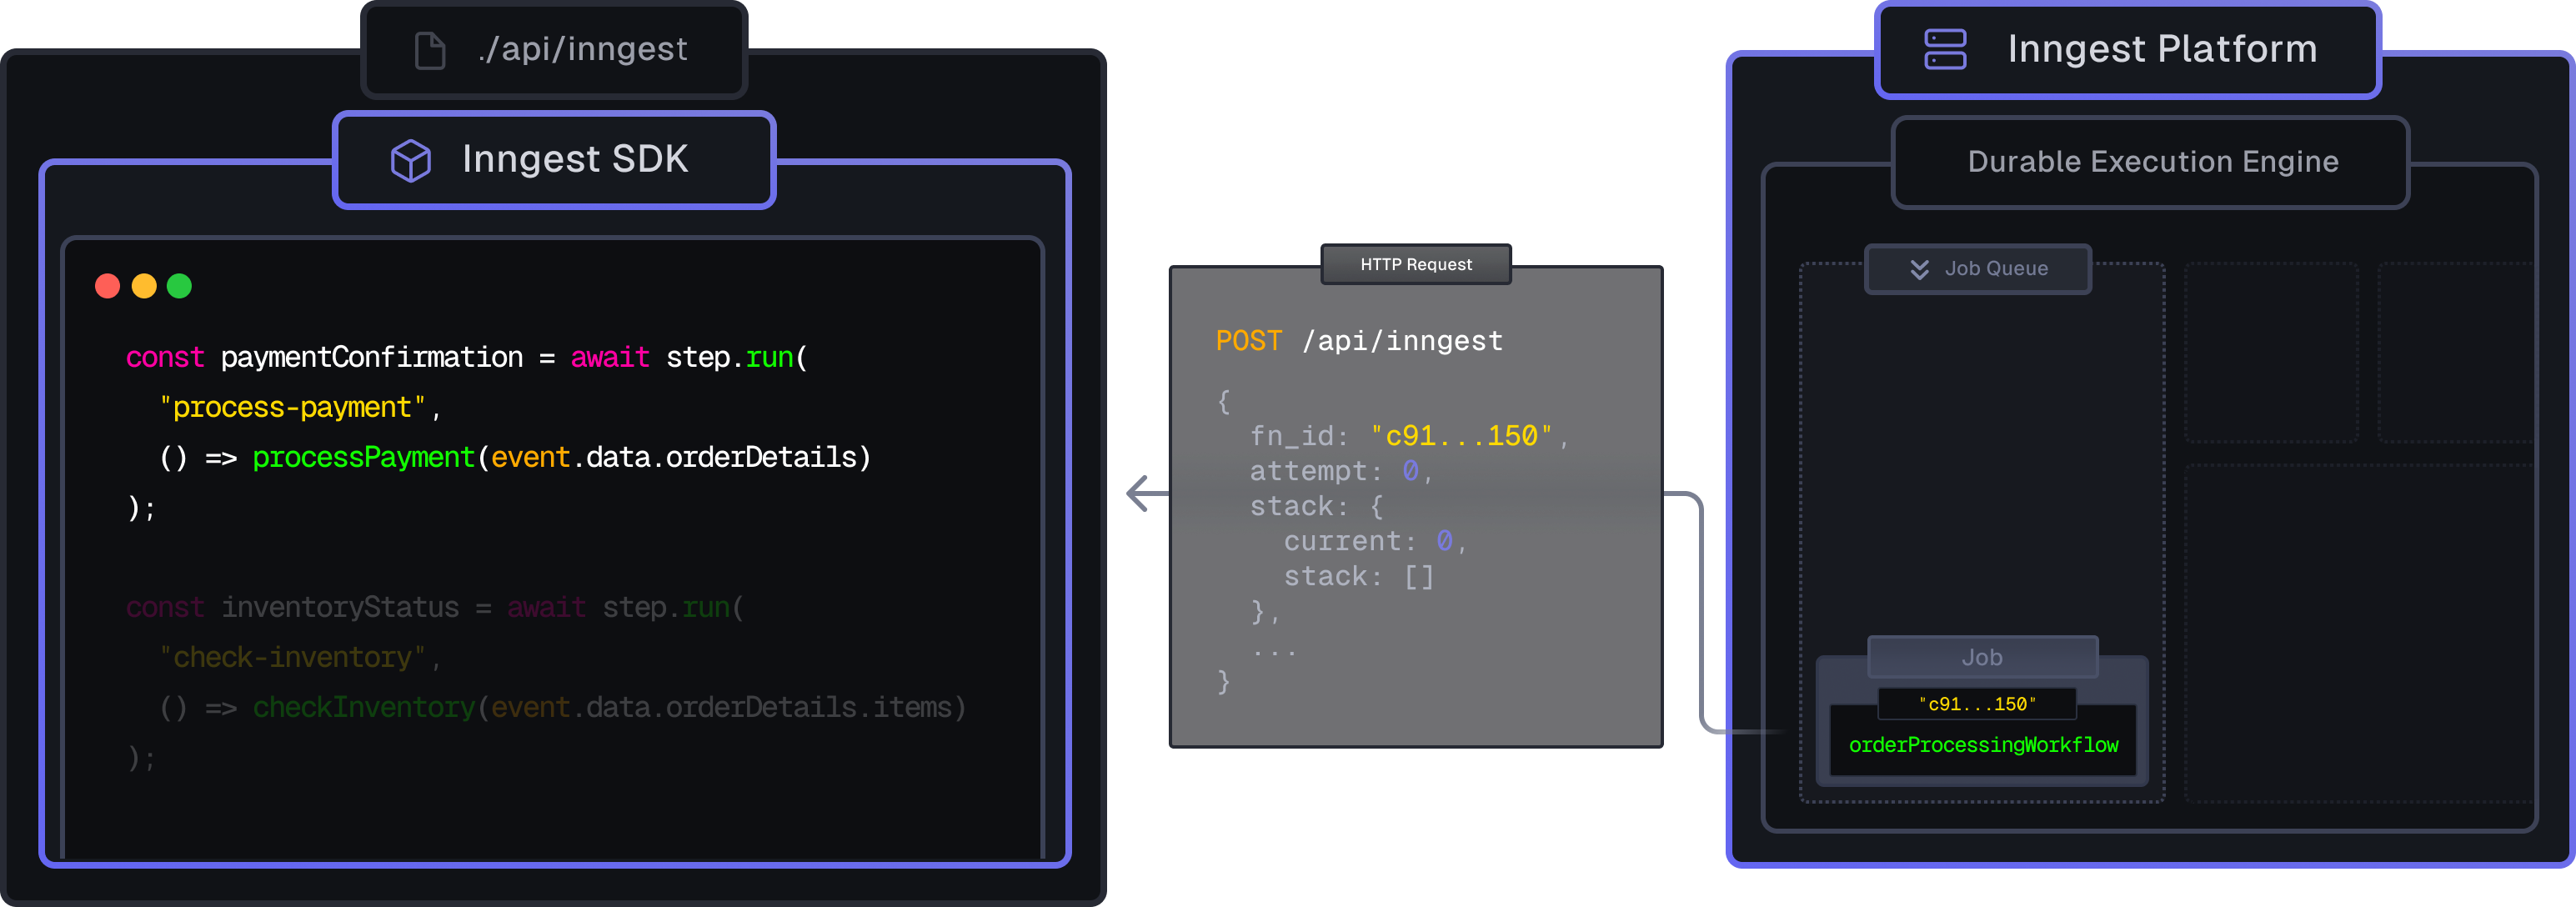 ./api/inngest
Inngest SDK
const paymentConfirmation = await step.run(
"process-payment",
() => processPayment(event.data.orderDetails)
);
const inventoryStatus = await step.run(
"check-inventory",
() => checkInventory(event.data.orderDetails.items)
);
HTTP Request
POST /api/inngest
{
fn_id: "c91...150",
attempt: 0,
stack: {
current: 0,
stack: []
},
...
}
Inngest Platform
Durable Execution Engine
Job Queue
Job
"c91...150"
orderProcessingWorkflow